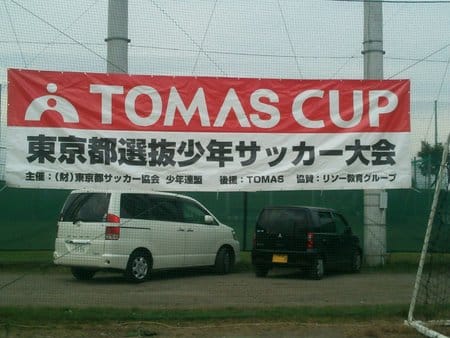 TOMAS CUP
東京都選抜少年サッカー大会
主催：(財)東京都サッカー協会 少年連盟 後援：TOMAS 協賛：リソー教育グループ